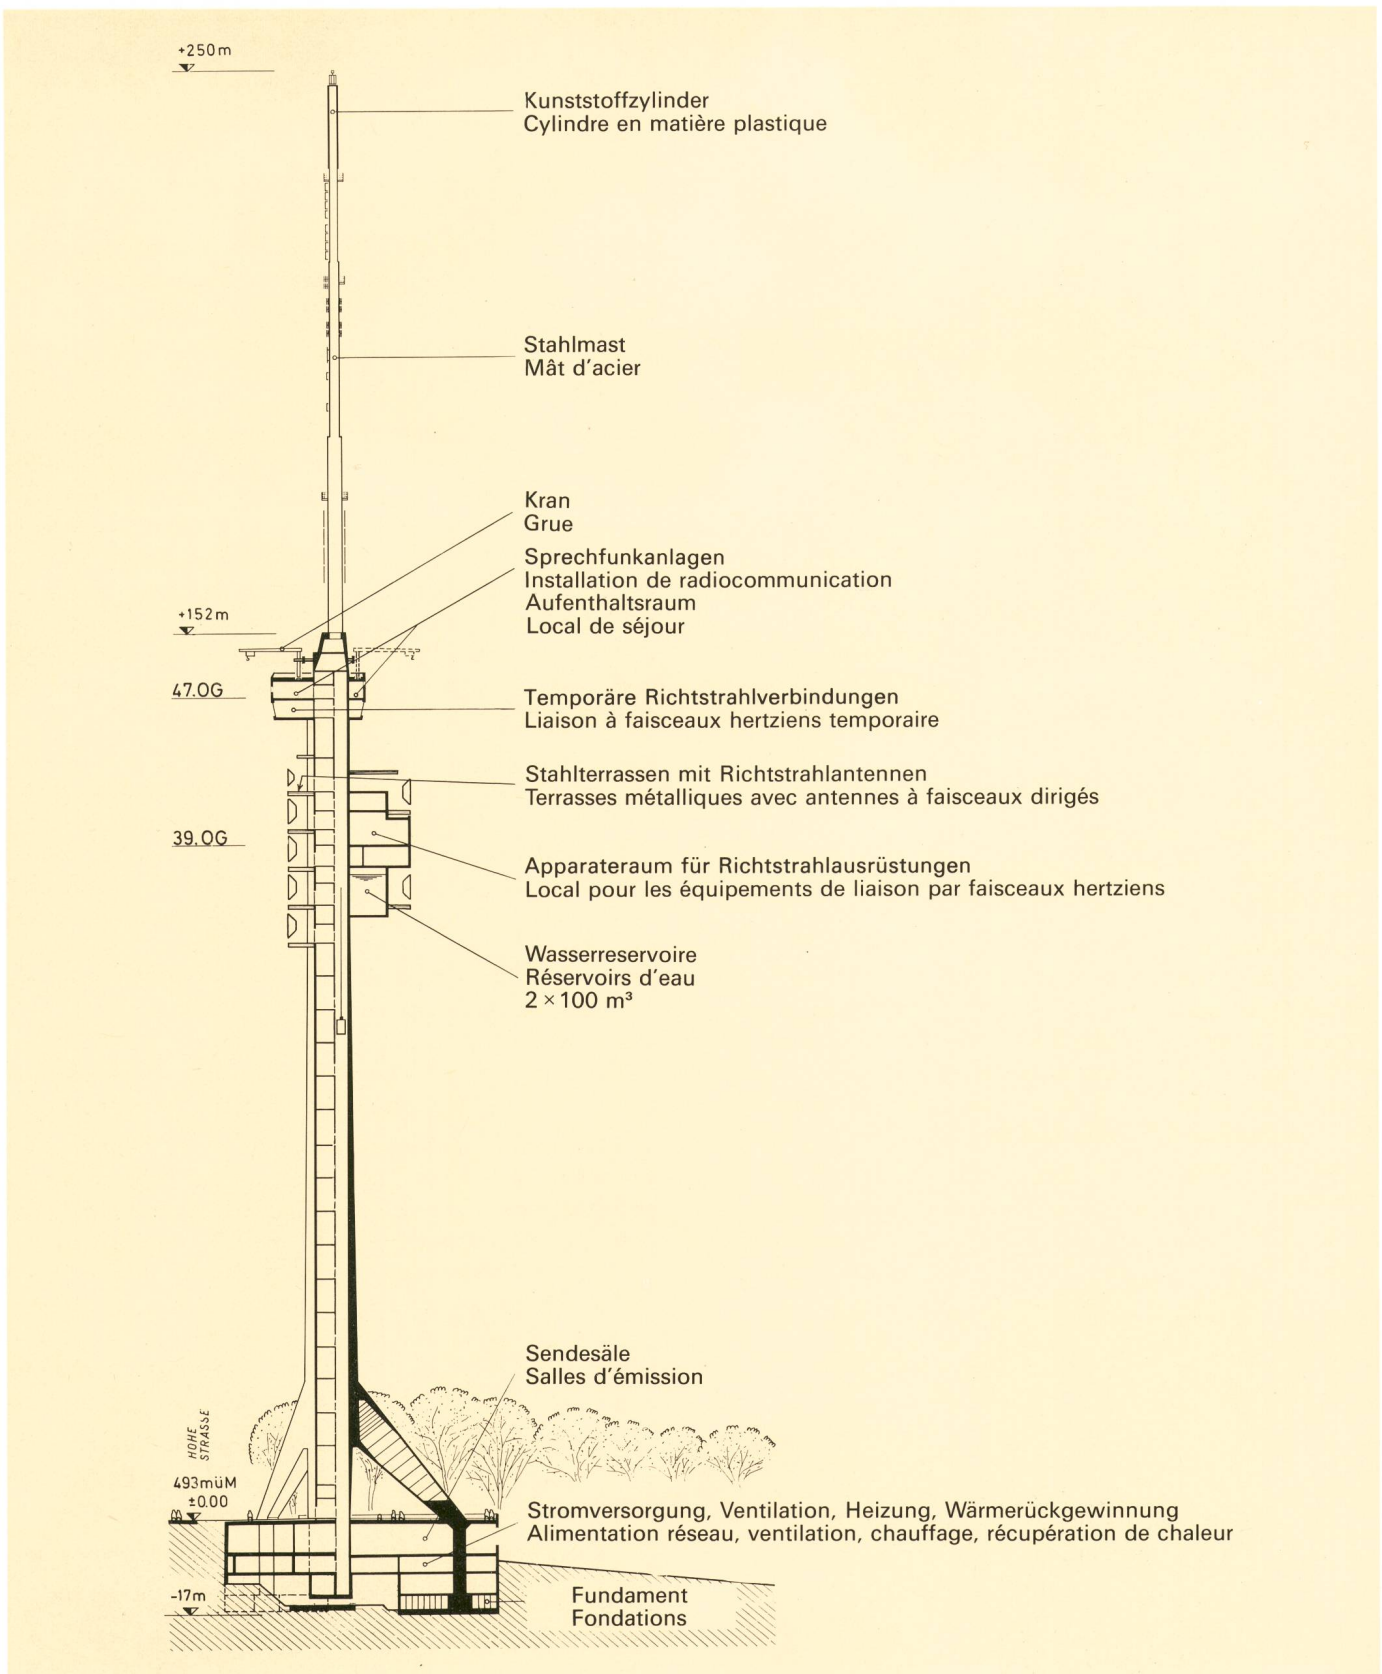 +250m
Kunststoffzylinder
Cylindre en matière plastique
Stahlmast
Mât d'acier
Kran
Grue
Sprechfunkanlagen
Installation de radiocommunication
Aufenthaltsraum
Local de séjour
+152m
47.OG
Temporäre Richtstrahlverbindungen
Liaison à faisceaux hertziens temporaire
Stahlterrassen mit Richtstrahlantennen
Terrasses métalliques avec antennes à faisceaux dirigés
39.OG
Apparateraum für Richtstrahlausrüstungen
Local pour les équipements de liaison par faisceaux hertziens
Wasserreservoire
Réservoirs d'eau
2 × 100 m³
Sendesäle
Salles d'émission
HOHE
STRASSE
493müM
±0.00
Stromversorgung, Ventilation, Heizung, Wärmerückgewinnung
Alimentation réseau, ventilation, chauffage, récupération de chaleur
-17m
Fundament
Fondations